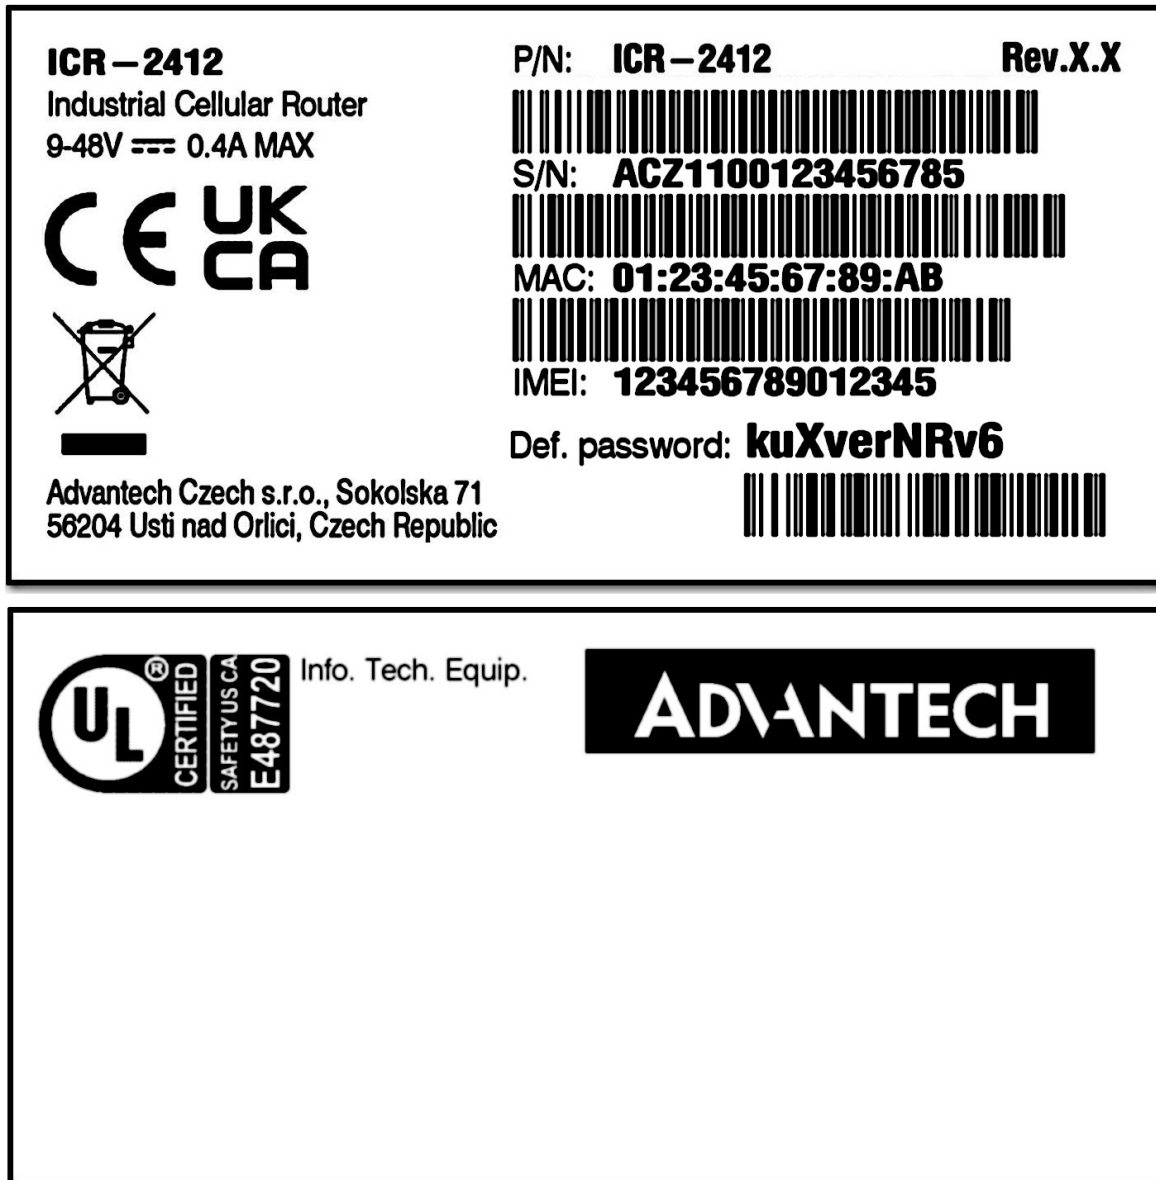 ICR-2412
Industrial Cellular Router
9-48V ⎓ 0.4A MAX
CE UK CA
Advantech Czech s.r.o., Sokolska 71
56204 Usti nad Orlici, Czech Republic
P/N: ICR-2412 Rev.X.X
S/N: ACZ1100123456785
MAC: 01:23:45:67:89:AB
IMEI: 123456789012345
Def. password: kuXverNRv6
UL ® CERTIFIED
SAFETY US CA
E487720
Info. Tech. Equip.
ADVANTECH